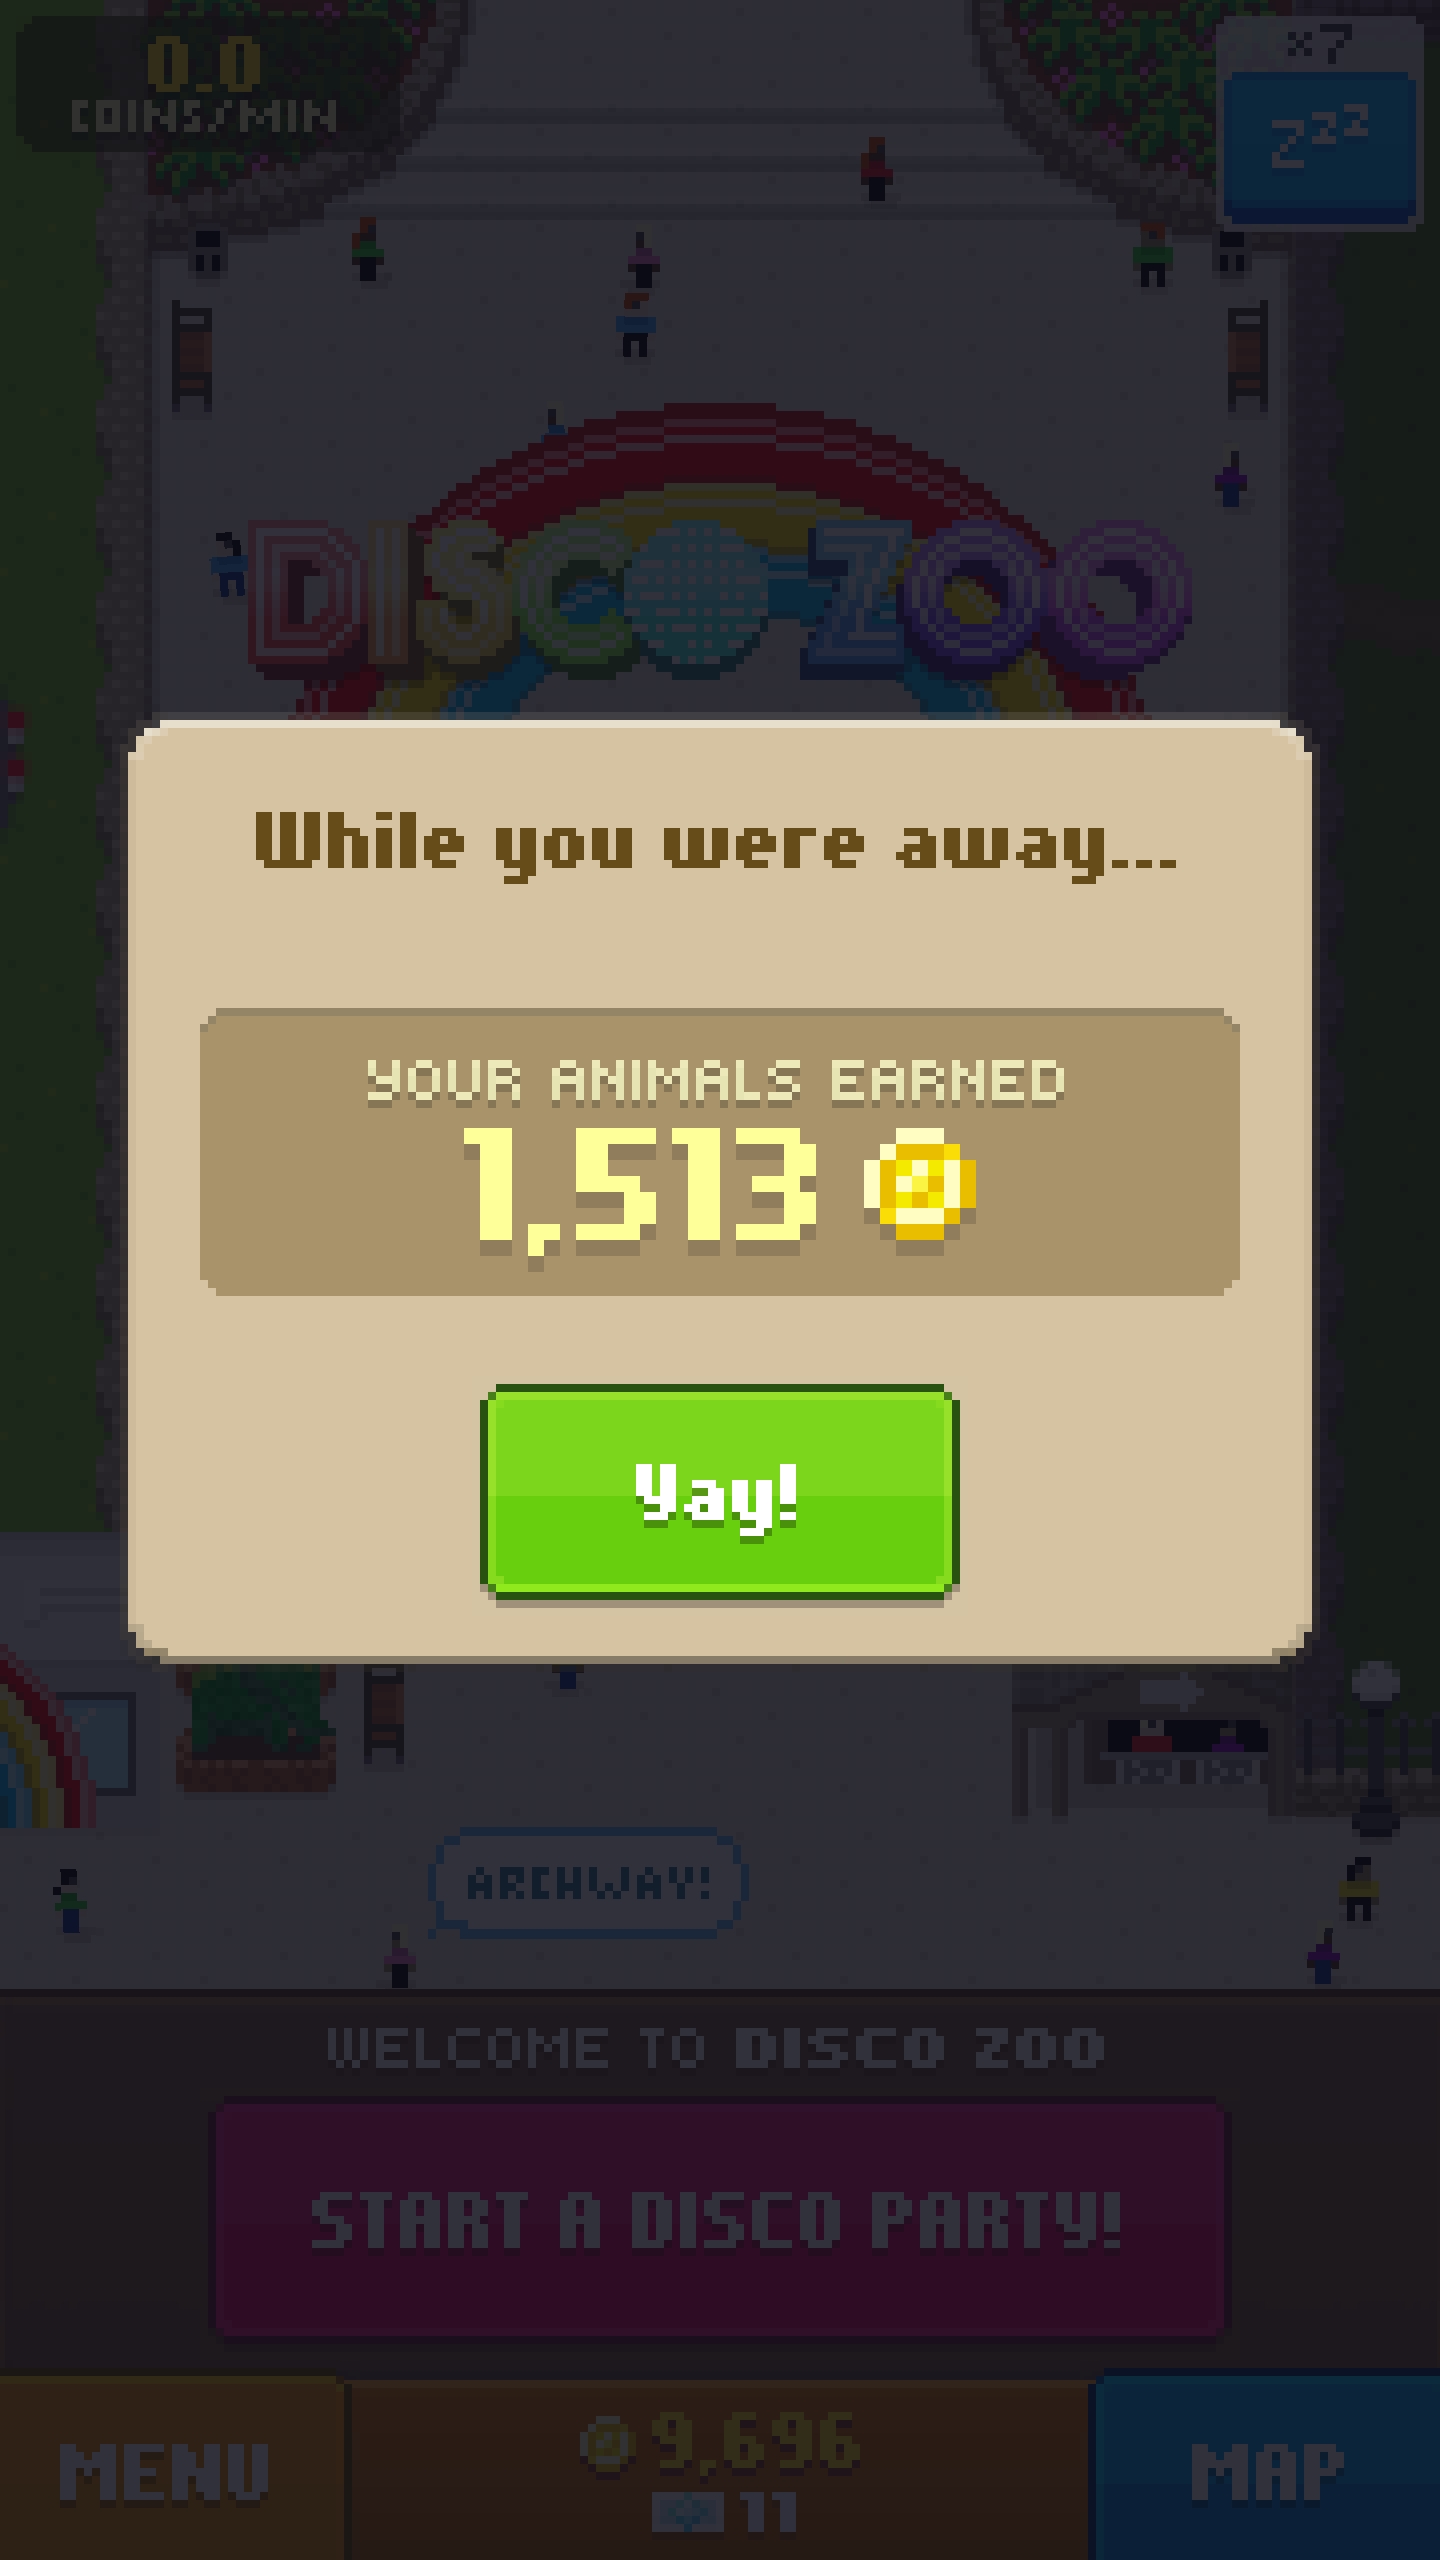 0.0
COINS/MIN
x7
zzz
DISCO ZOO
While you were away...
YOUR ANIMALS EARNED
1,513
Yay!
ARCHWAY!
WELCOME TO DISCO ZOO
START A DISCO PARTY!
MENU
9,696
11
MAP